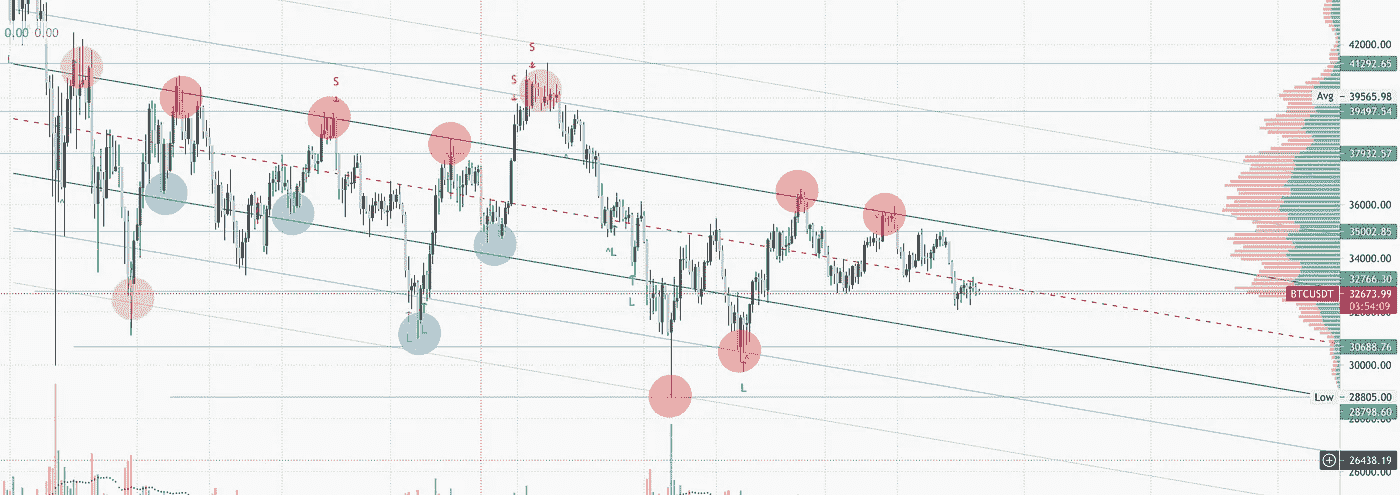 0.00 0.00
S
S
S
42000.00
41292.65
Avg 39565.98
39497.54
37932.57
36000.00
35002.85
34000.00
32766.30
BTCUSDT 32673.99
03:54:09
30688.76
30000.00
Low 28805.00
28798.60
26438.19
26000.00
L
L
L
L
L